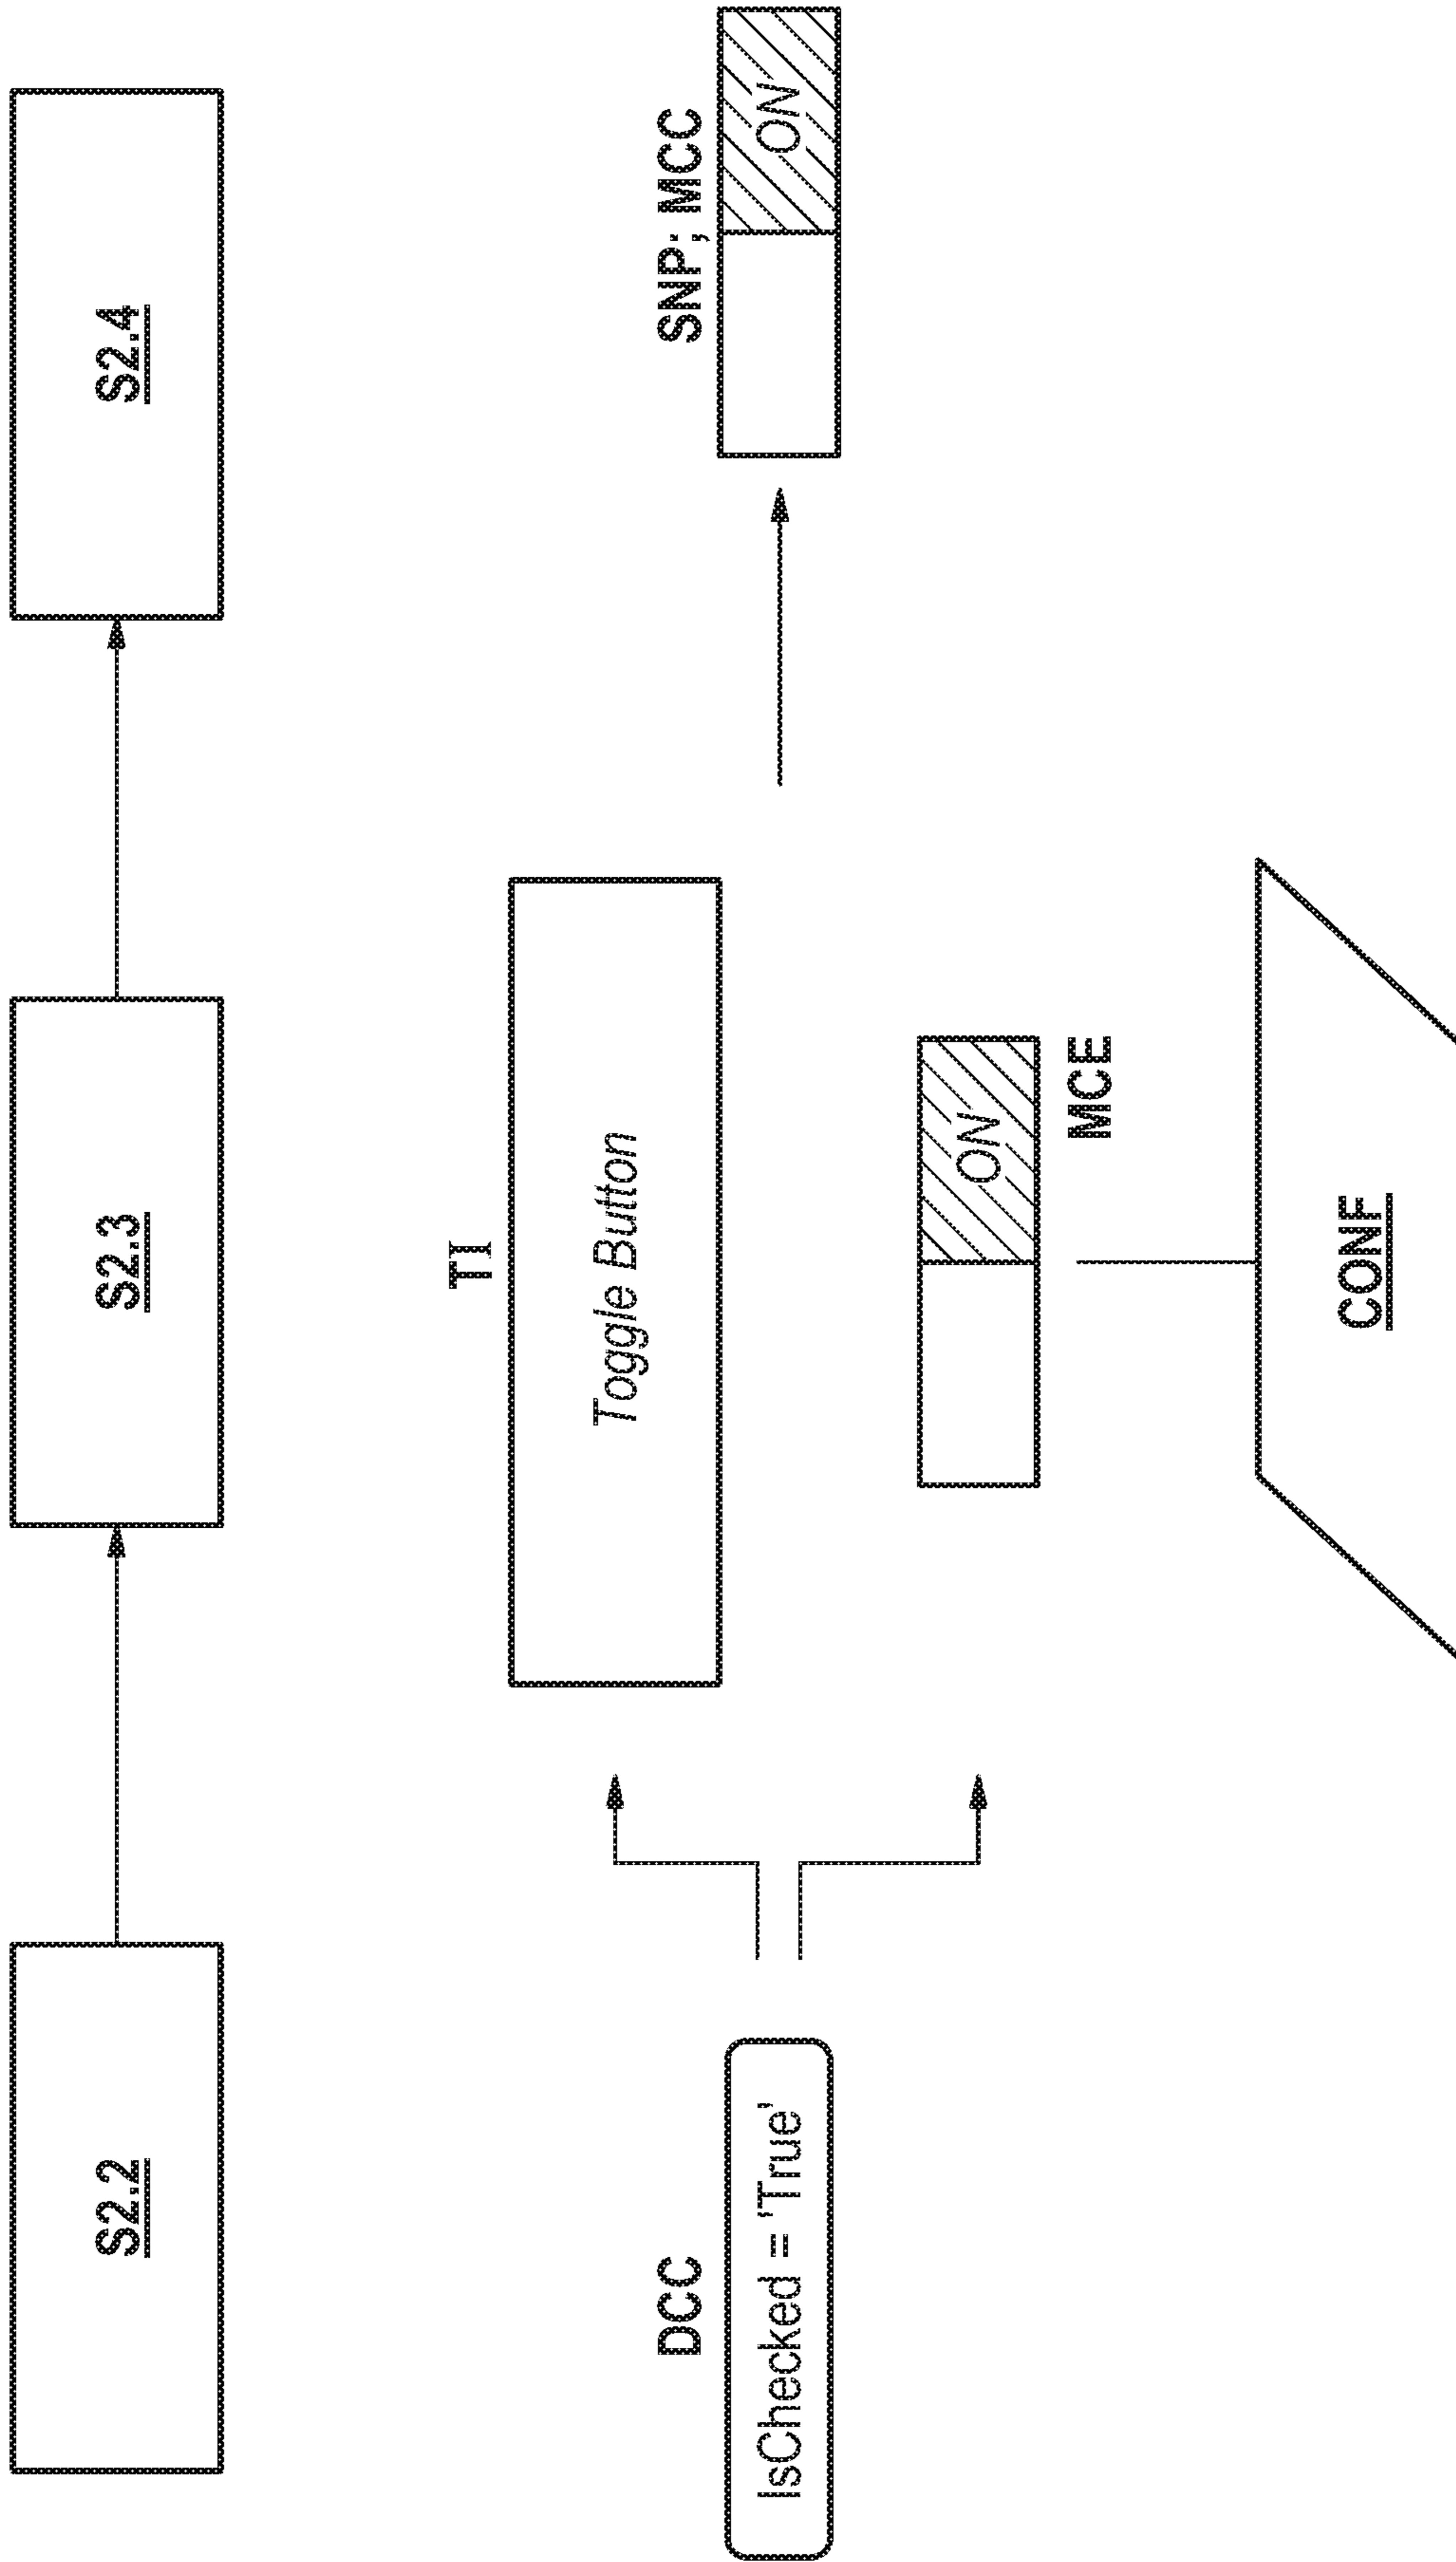 S2.2
S2.3
S2.4
TI
Toggle Button
DCC
IsChecked = 'True'
SNP; MCC
ON
ON
MCE
CONF